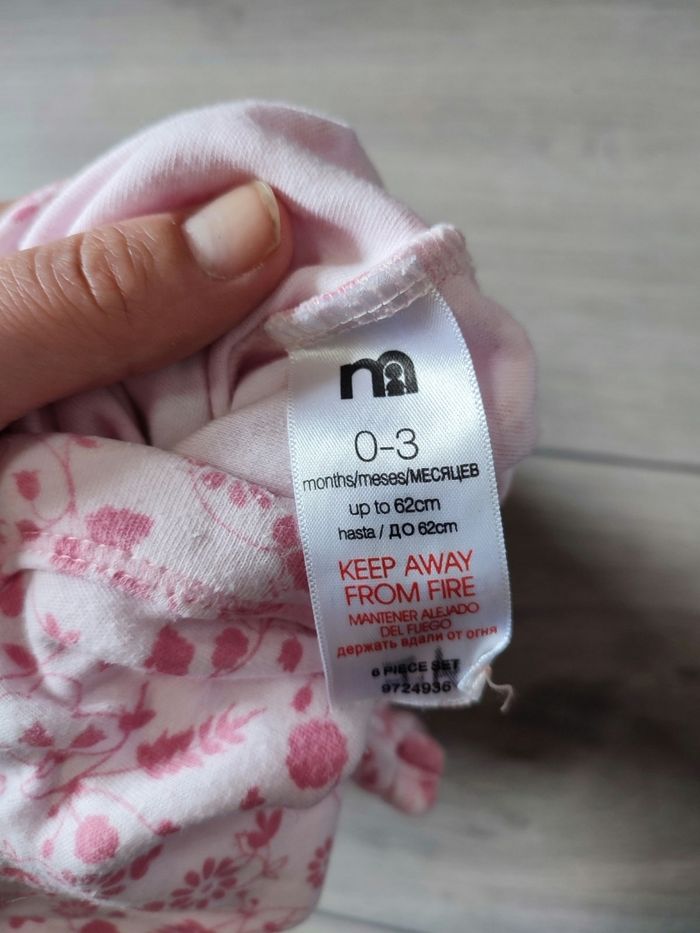 m
0-3
months/meses/МЕСЯЦЕВ
up to 62cm
hasta / ДО 62cm
KEEP AWAY
FROM FIRE
MANTENER ALEJADO
DEL FUEGO
держать вдали от огня
6 PIECE SET
9724936